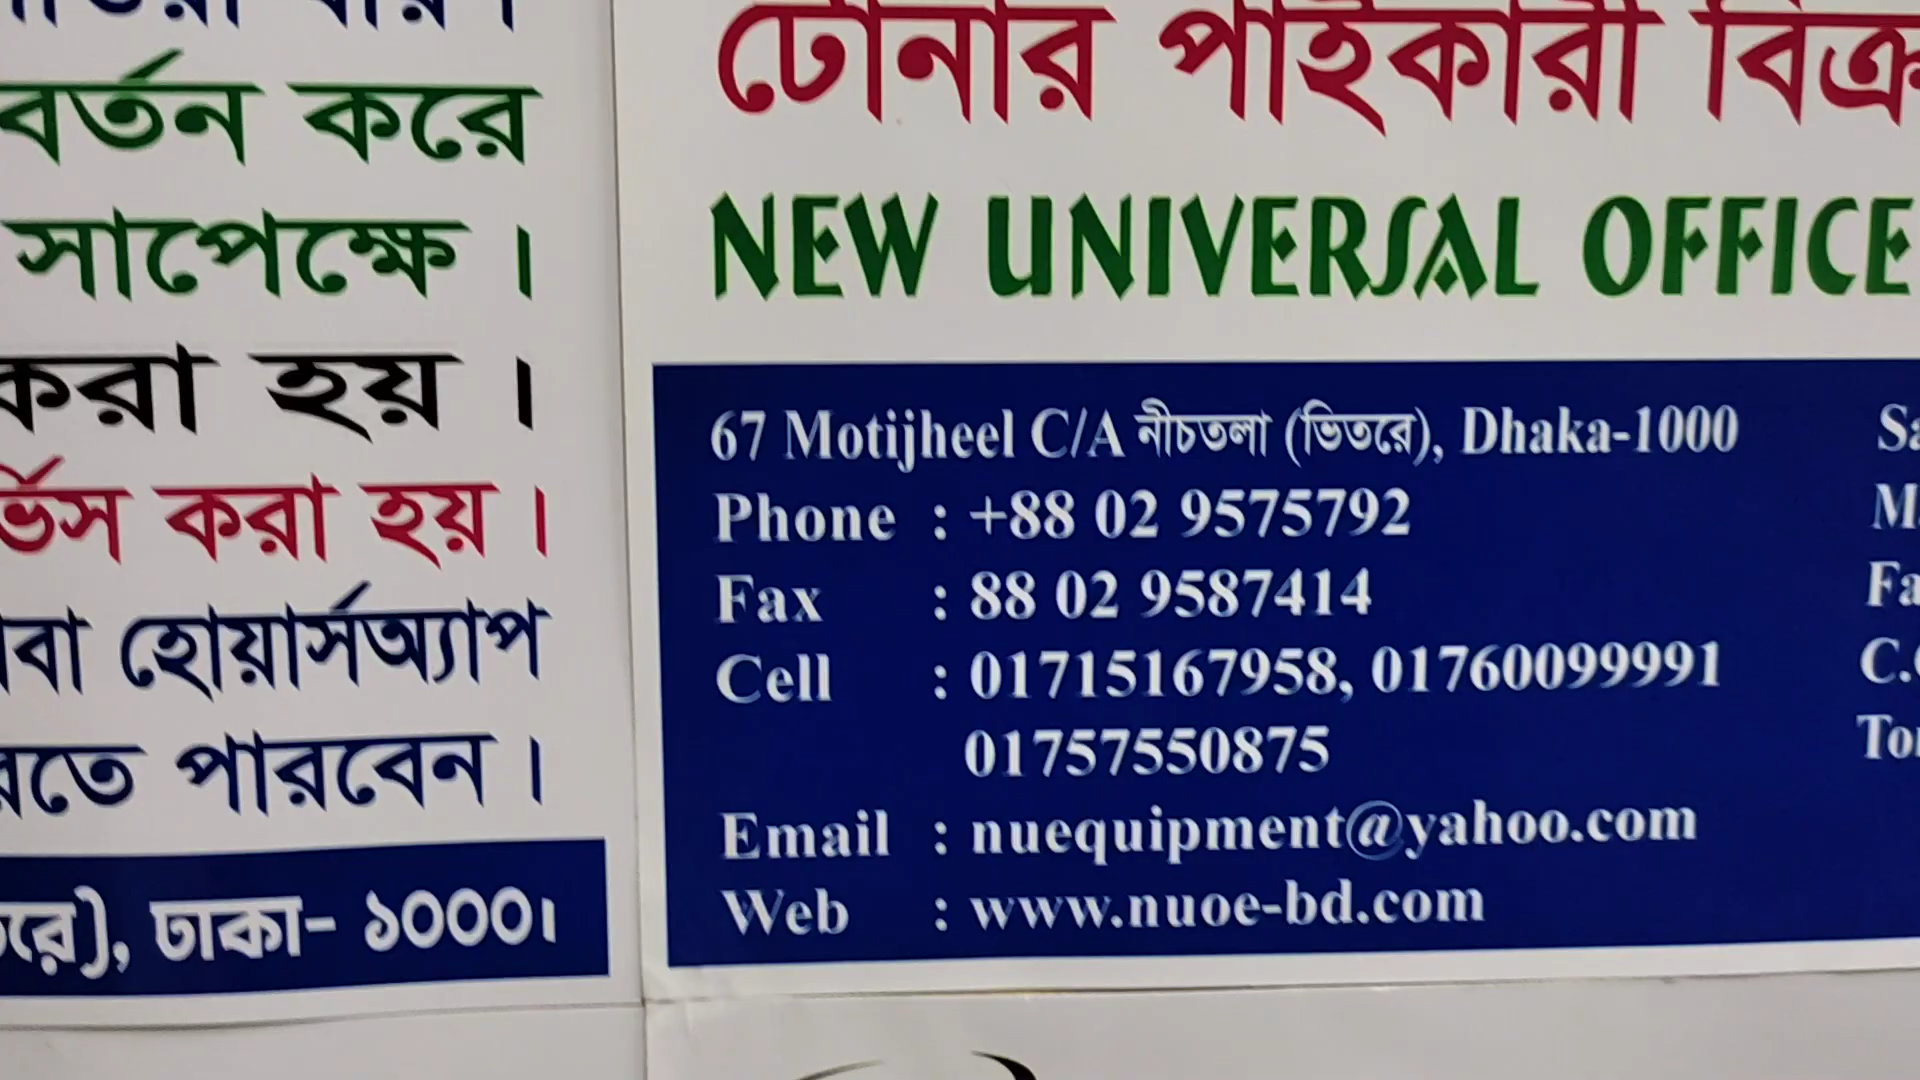 বর্তন করে
সাপেক্ষে ।
করা হয় ।
র্ভিস করা হয় ।
বা হোয়ার্সঅ্যাপ
রতে পারবেন ।
রে), ঢাকা- ১০০০।
টোনার পাইকারী বিক্র
NEW UNIVERSAL OFFICE
67 Motijheel C/A নীচতলা (ভিতরে), Dhaka-1000
Phone : +88 02 9575792
Fax : 88 02 9587414
Cell : 01715167958, 01760099991
01757550875
Email : nuequipment@yahoo.com
Web : www.nuoe-bd.com